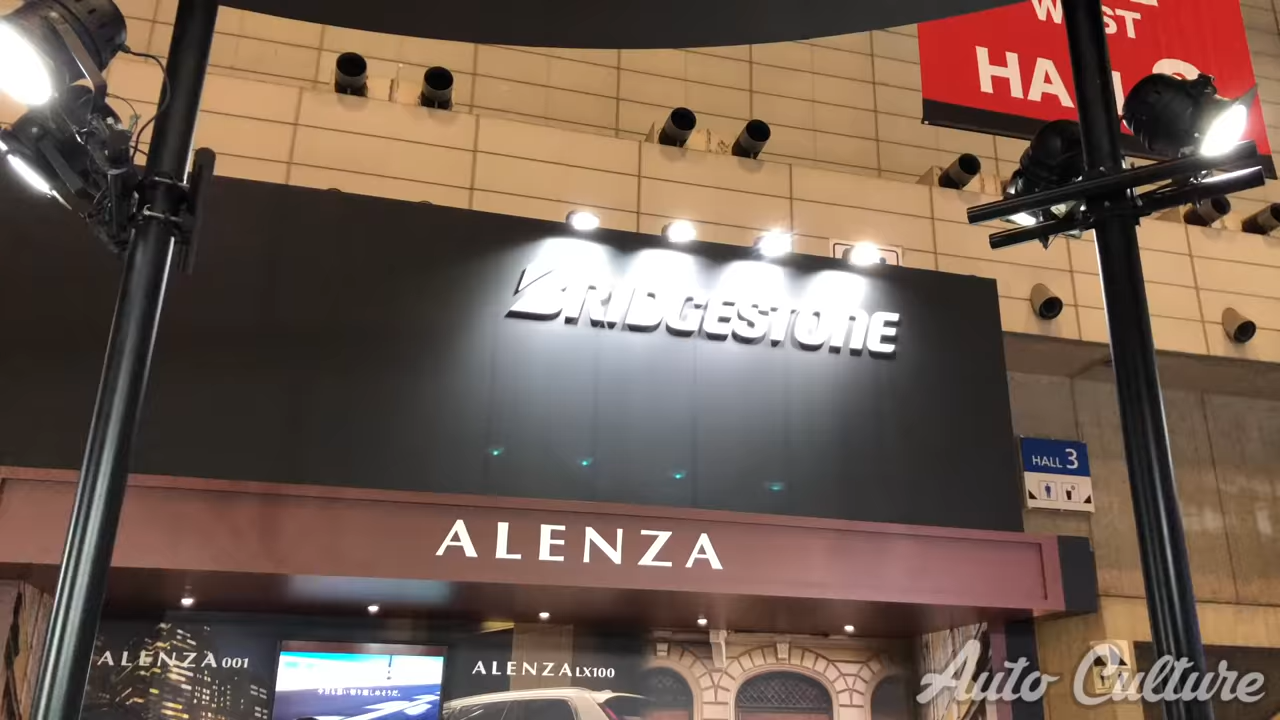 WEST
HALL
BRIDGESTONE
HALL 3
ALENZA
ALENZA 001
ALENZA LX100
Auto Culture